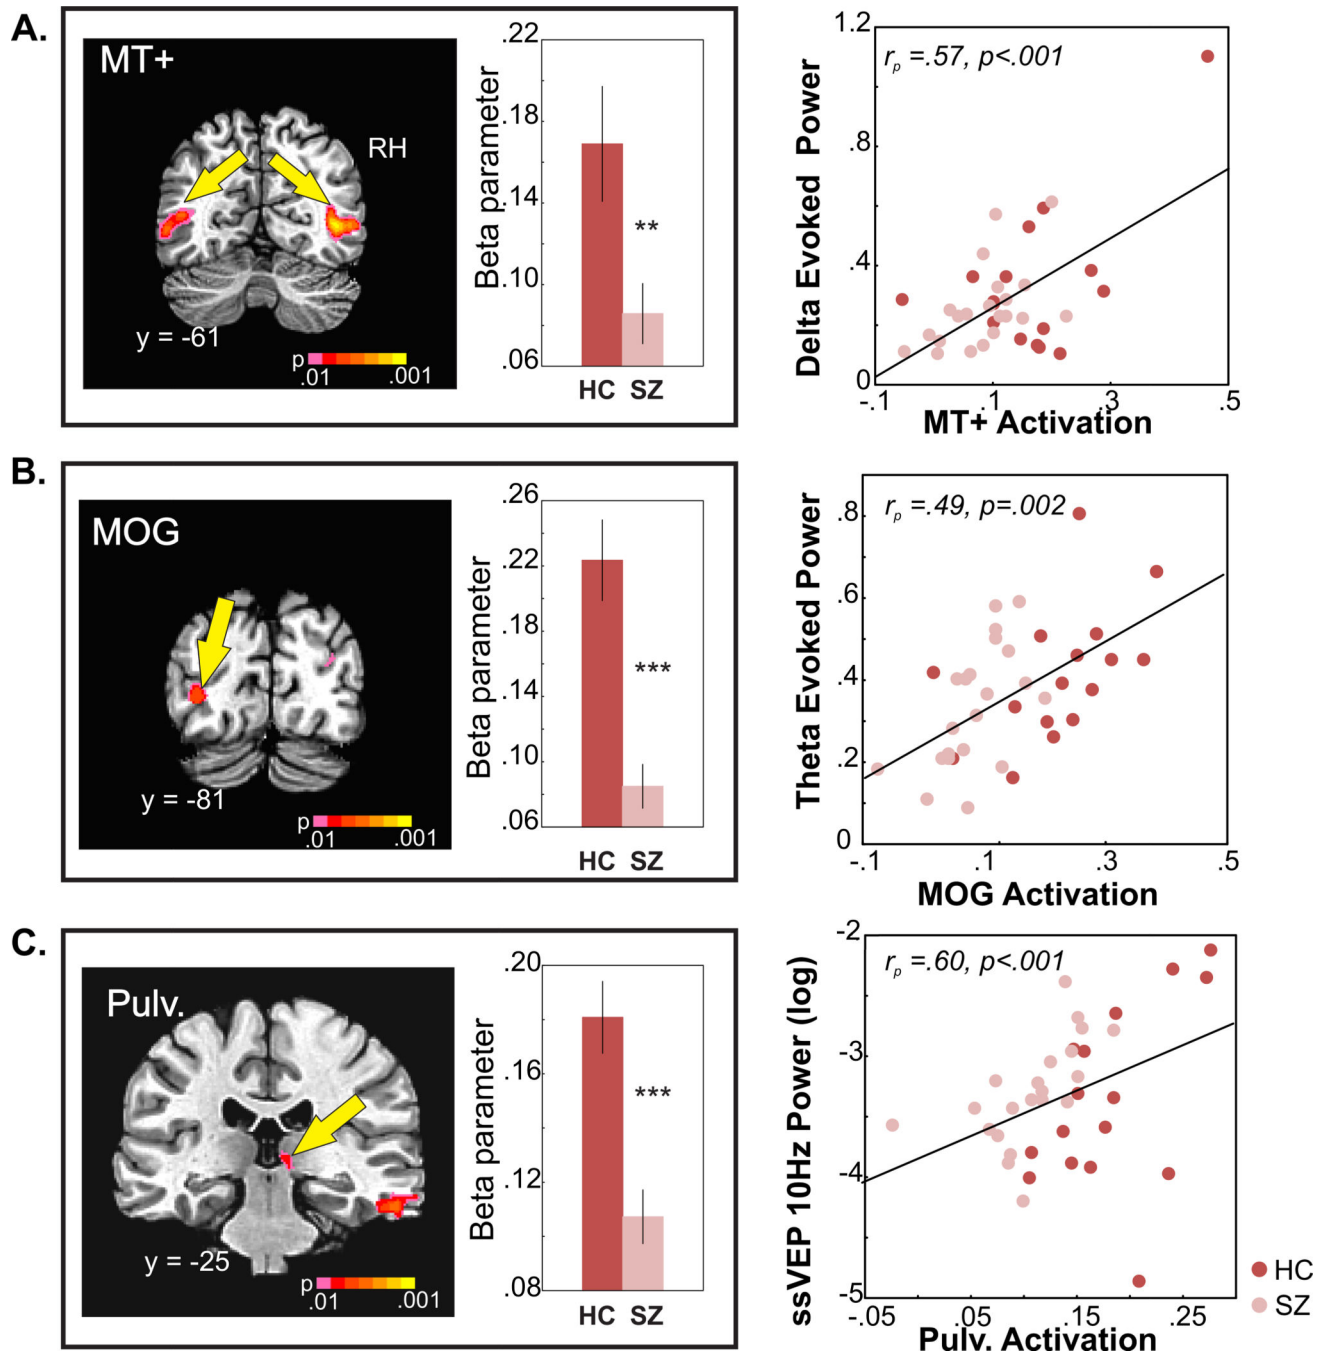 A.
MT+
RH
y = -61
p
.01
.001
Beta parameter
.22
.18
.14
.10
.06
**
HC SZ
Delta Evoked Power
1.2
.8
.4
0
r_p =.57, p<.001
-.1
.1
.3
.5
MT+ Activation
B.
MOG
y = -81
p
.01
.001
Beta parameter
.26
.22
.18
.14
.10
.06
***
HC SZ
Theta Evoked Power
.8
.6
.4
.2
0
r_p =.49, p=.002
-.1
.1
.3
.5
MOG Activation
C.
Pulv.
y = -25
p
.01
.001
Beta parameter
.20
.16
.12
.08
***
HC SZ
ssVEP 10Hz Power (log)
-2
-3
-4
-5
r_p =.60, p<.001
-.05
.05
.15
.25
Pulv. Activation
HC
SZ